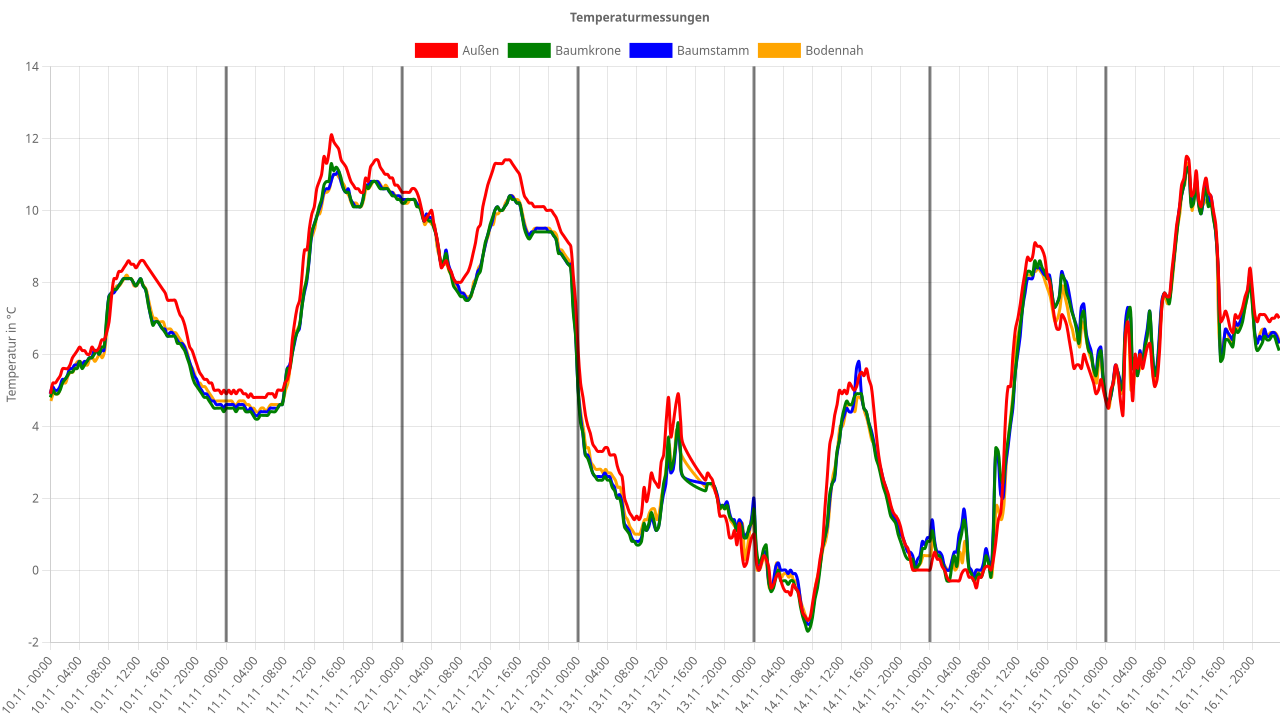 Temperaturmessungen
Außen Baumkrone Baumstamm Bodennah
14
12
10
8
6
4
2
0
-2
Temperatur in °C
10.11 - 00:00
10.11 - 04:00
10.11 - 08:00
10.11 - 12:00
10.11 - 16:00
10.11 - 20:00
11.11 - 00:00
11.11 - 04:00
11.11 - 08:00
11.11 - 12:00
11.11 - 16:00
11.11 - 20:00
12.11 - 00:00
12.11 - 04:00
12.11 - 08:00
12.11 - 12:00
12.11 - 16:00
12.11 - 20:00
13.11 - 00:00
13.11 - 04:00
13.11 - 08:00
13.11 - 12:00
13.11 - 16:00
13.11 - 20:00
14.11 - 00:00
14.11 - 04:00
14.11 - 08:00
14.11 - 12:00
14.11 - 16:00
14.11 - 20:00
15.11 - 00:00
15.11 - 04:00
15.11 - 08:00
15.11 - 12:00
15.11 - 16:00
15.11 - 20:00
16.11 - 00:00
16.11 - 04:00
16.11 - 08:00
16.11 - 12:00
16.11 - 16:00
16.11 - 20:00